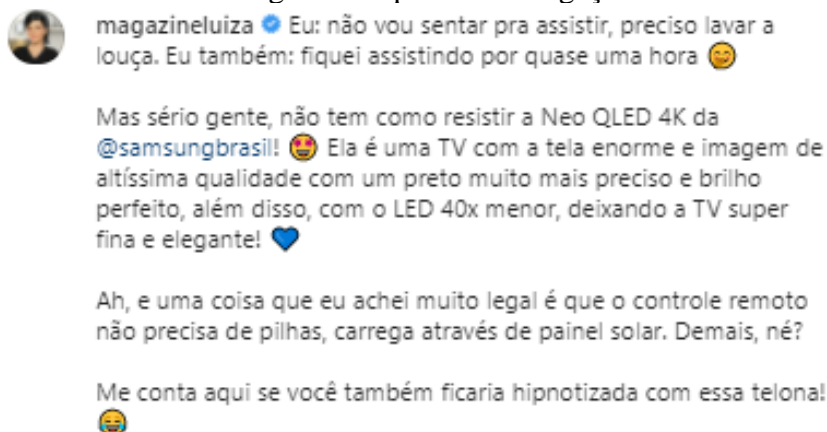 magazineluiza Eu: não vou sentar pra assistir, preciso lavar a
louça. Eu também: fiquei assistindo por quase uma hora 😄
Mas sério gente, não tem como resistir a Neo QLED 4K da
@samsungbrasil! 🤩 Ela é uma TV com a tela enorme e imagem de
altíssima qualidade com um preto muito mais preciso e brilho
perfeito, além disso, com o LED 40x menor, deixando a TV super
fina e elegante! 💙
Ah, e uma coisa que eu achei muito legal é que o controle remoto
não precisa de pilhas, carrega através de painel solar. Demais, né?
Me conta aqui se você também ficaria hipnotizada com essa telona!
😂